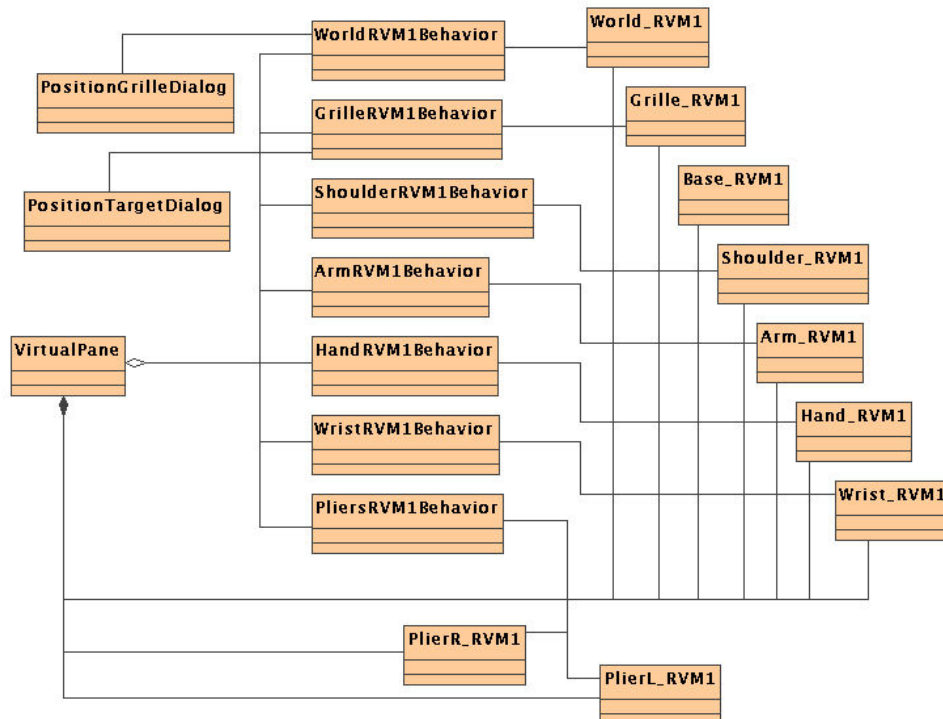 World_RVM1
WorldRVM1Behavior
PositionGrilleDialog
Grille_RVM1
GrilleRVM1Behavior
Base_RVM1
ShoulderRVM1Behavior
PositionTargetDialog
Shoulder_RVM1
ArmRVM1Behavior
Arm_RVM1
VirtualPane
HandRVM1Behavior
Hand_RVM1
WristRVM1Behavior
Wrist_RVM1
PliersRVM1Behavior
PlierR_RVM1
PlierL_RVM1